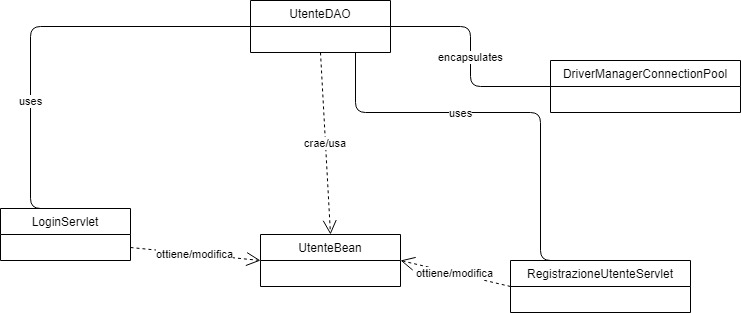 UtenteDAO
encapsulates
DriverManagerConnectionPool
uses
uses
crae/usa
LoginServlet
UtenteBean
ottiene/modifica
ottiene/modifica
RegistrazioneUtenteServlet